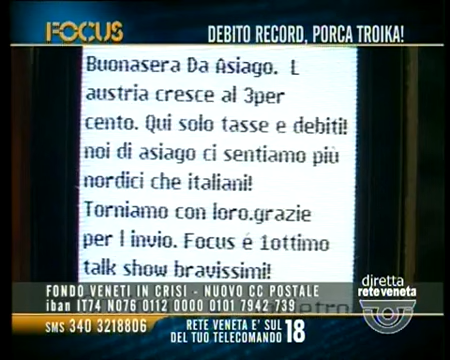 FOCUS
DEBITO RECORD, PORCA TROIKA!
Buonasera Da Asiago. L
austria cresce al 3per
cento. Qui solo tasse e debiti!
noi di asiago ci sentiamo più
nordici che italiani!
Torniamo con loro.grazie
per l invio. Focus é 1ottimo
talk show bravissimi!
FONDO VENETI IN CRISI - NUOVO CC POSTALE
iban IT74 N076 0112 0000 0101 7942 739
diretta
reteveneta
SMS 340 3218806
RETE VENETA E' SUL
DEL TUO TELECOMANDO 18